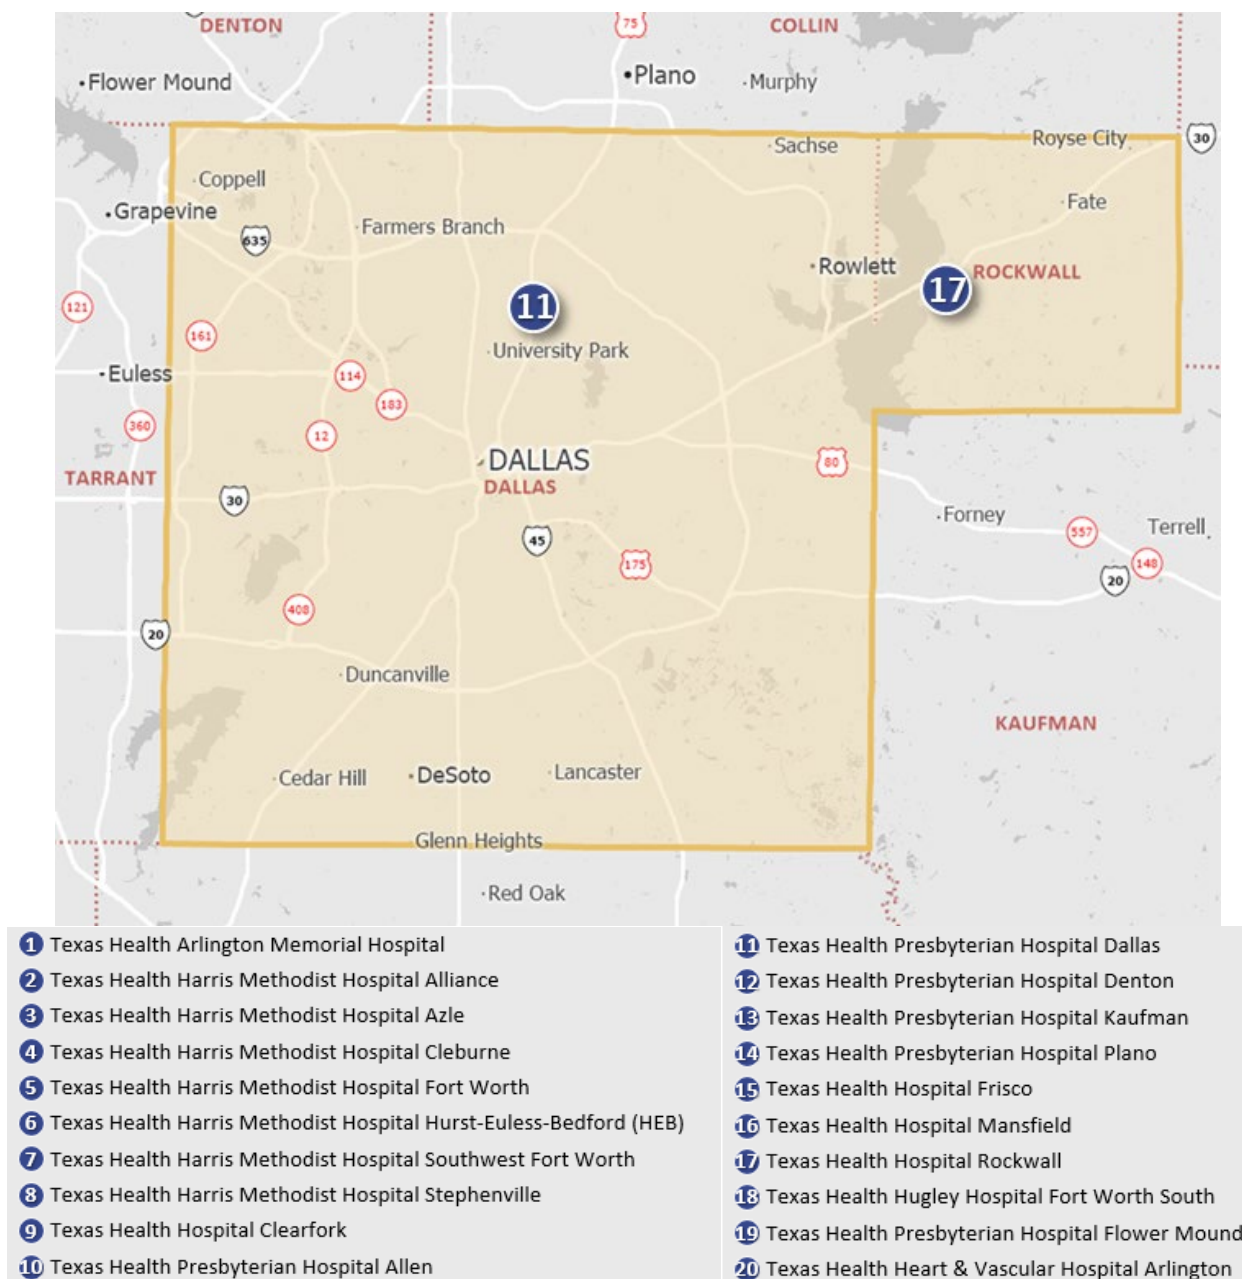 DENTON
75
COLLIN
Flower Mound
Plano
Murphy
Sachse
Royse City
30
Coppell
Grapevine
Fate
635
Farmers Branch
Rowlett
ROCKWALL
17
11
121
161
University Park
Euless
114
183
360
12
DALLAS
80
TARRANT
DALLAS
30
Forney
45
557
Terrell
175
148
20
408
20
Duncanville
KAUFMAN
Cedar Hill
DeSoto
Lancaster
Glenn Heights
Red Oak
1 Texas Health Arlington Memorial Hospital
2 Texas Health Harris Methodist Hospital Alliance
3 Texas Health Harris Methodist Hospital Azle
4 Texas Health Harris Methodist Hospital Cleburne
5 Texas Health Harris Methodist Hospital Fort Worth
6 Texas Health Harris Methodist Hospital Hurst-Euless-Bedford (HEB)
7 Texas Health Harris Methodist Hospital Southwest Fort Worth
8 Texas Health Harris Methodist Hospital Stephenville
9 Texas Health Hospital Clearfork
10 Texas Health Presbyterian Hospital Allen
11 Texas Health Presbyterian Hospital Dallas
12 Texas Health Presbyterian Hospital Denton
13 Texas Health Presbyterian Hospital Kaufman
14 Texas Health Presbyterian Hospital Plano
15 Texas Health Hospital Frisco
16 Texas Health Hospital Mansfield
17 Texas Health Hospital Rockwall
18 Texas Health Hugley Hospital Fort Worth South
19 Texas Health Presbyterian Hospital Flower Mound
20 Texas Health Heart & Vascular Hospital Arlington